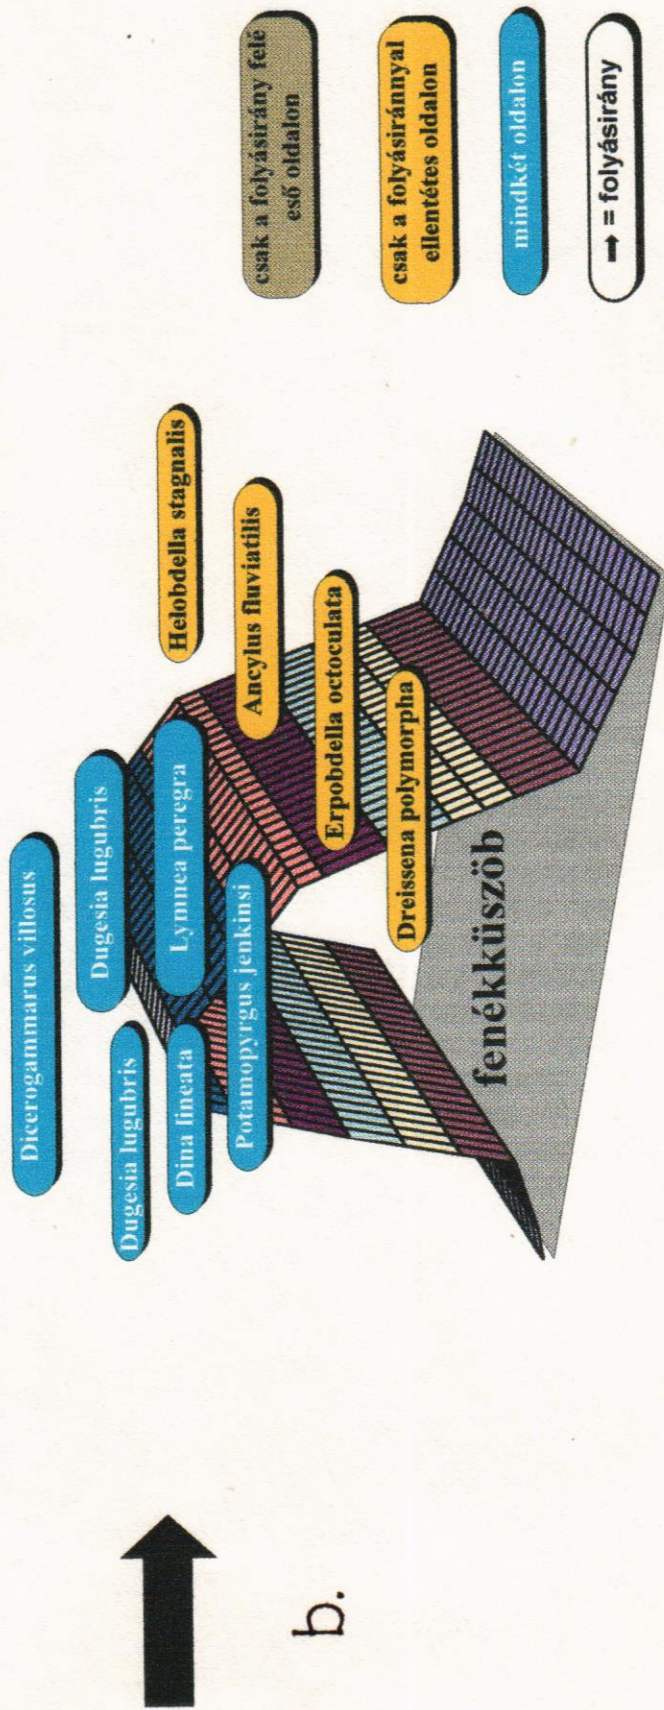 Dicerogammarus villosus
Dugesia lugubris
Dugesia lugubris
Helobdella stagnalis
Lymnea peregra
Dina lineata
Ancylus fluviatilis
Potamopyrgus jenkinsi
Erpobdella octoculata
Dreissena polymorpha
fenékküszöb
b.
csak a folyásirány felé
eső oldalon
csak a folyásiránnyal
ellentétes oldalon
mindkét oldalon
→ = folyásirány